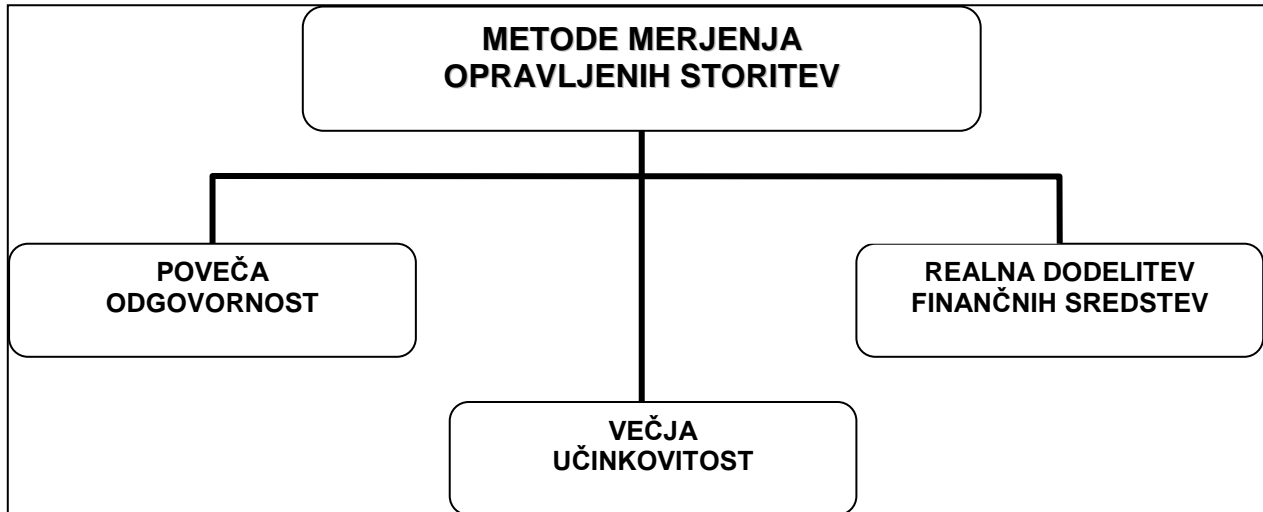 METODE MERJENJA
OPRAVLJENIH STORITEV
POVEČA
ODGOVORNOST
REALNA DODELITEV
FINANČNIH SREDSTEV
VEČJA
UČINKOVITOST